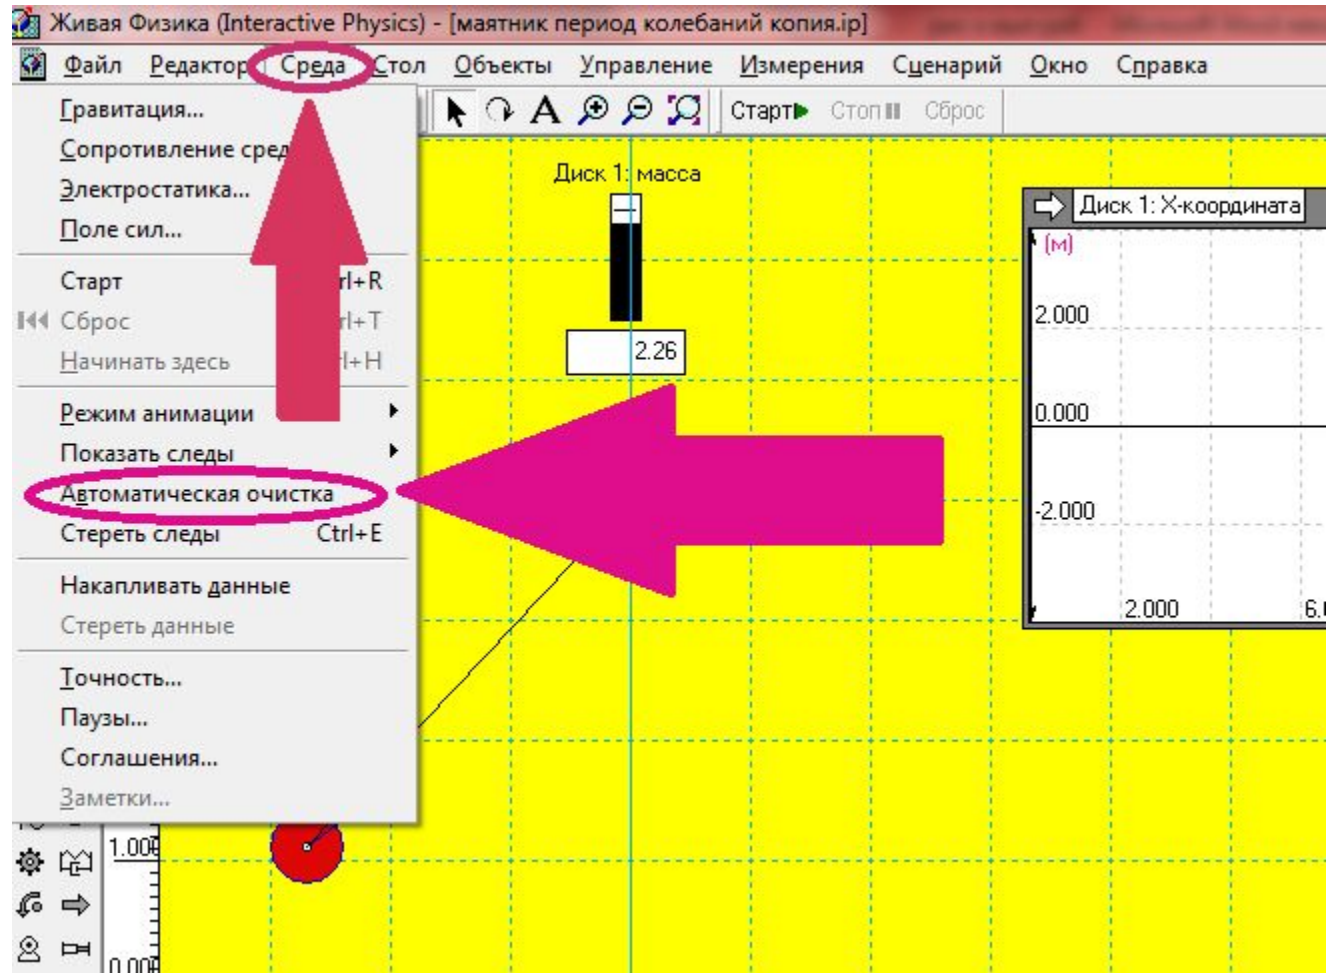 Живая Физика (Interactive Physics) - [маятник период колебаний копия.ip]
Файл Редактор Среда Стол Объекты Управление Измерения Сценарий Окно Справка
Старт Стоп Сброс
Гравитация...
Сопротивление сред
Электростатика...
Поле сил...
Старт rl+R
Сброс rl+T
Начинать здесь l+H
Режим анимации
Показать следы
Автоматическая очистка
Стереть следы Ctrl+E
Накапливать данные
Стереть данные
Точность...
Паузы...
Соглашения...
Заметки...
Диск 1: масса
2.26
Диск 1: X-координата
(м)
2.000
0.000
-2.000
2.000 6.
1.000
0.000